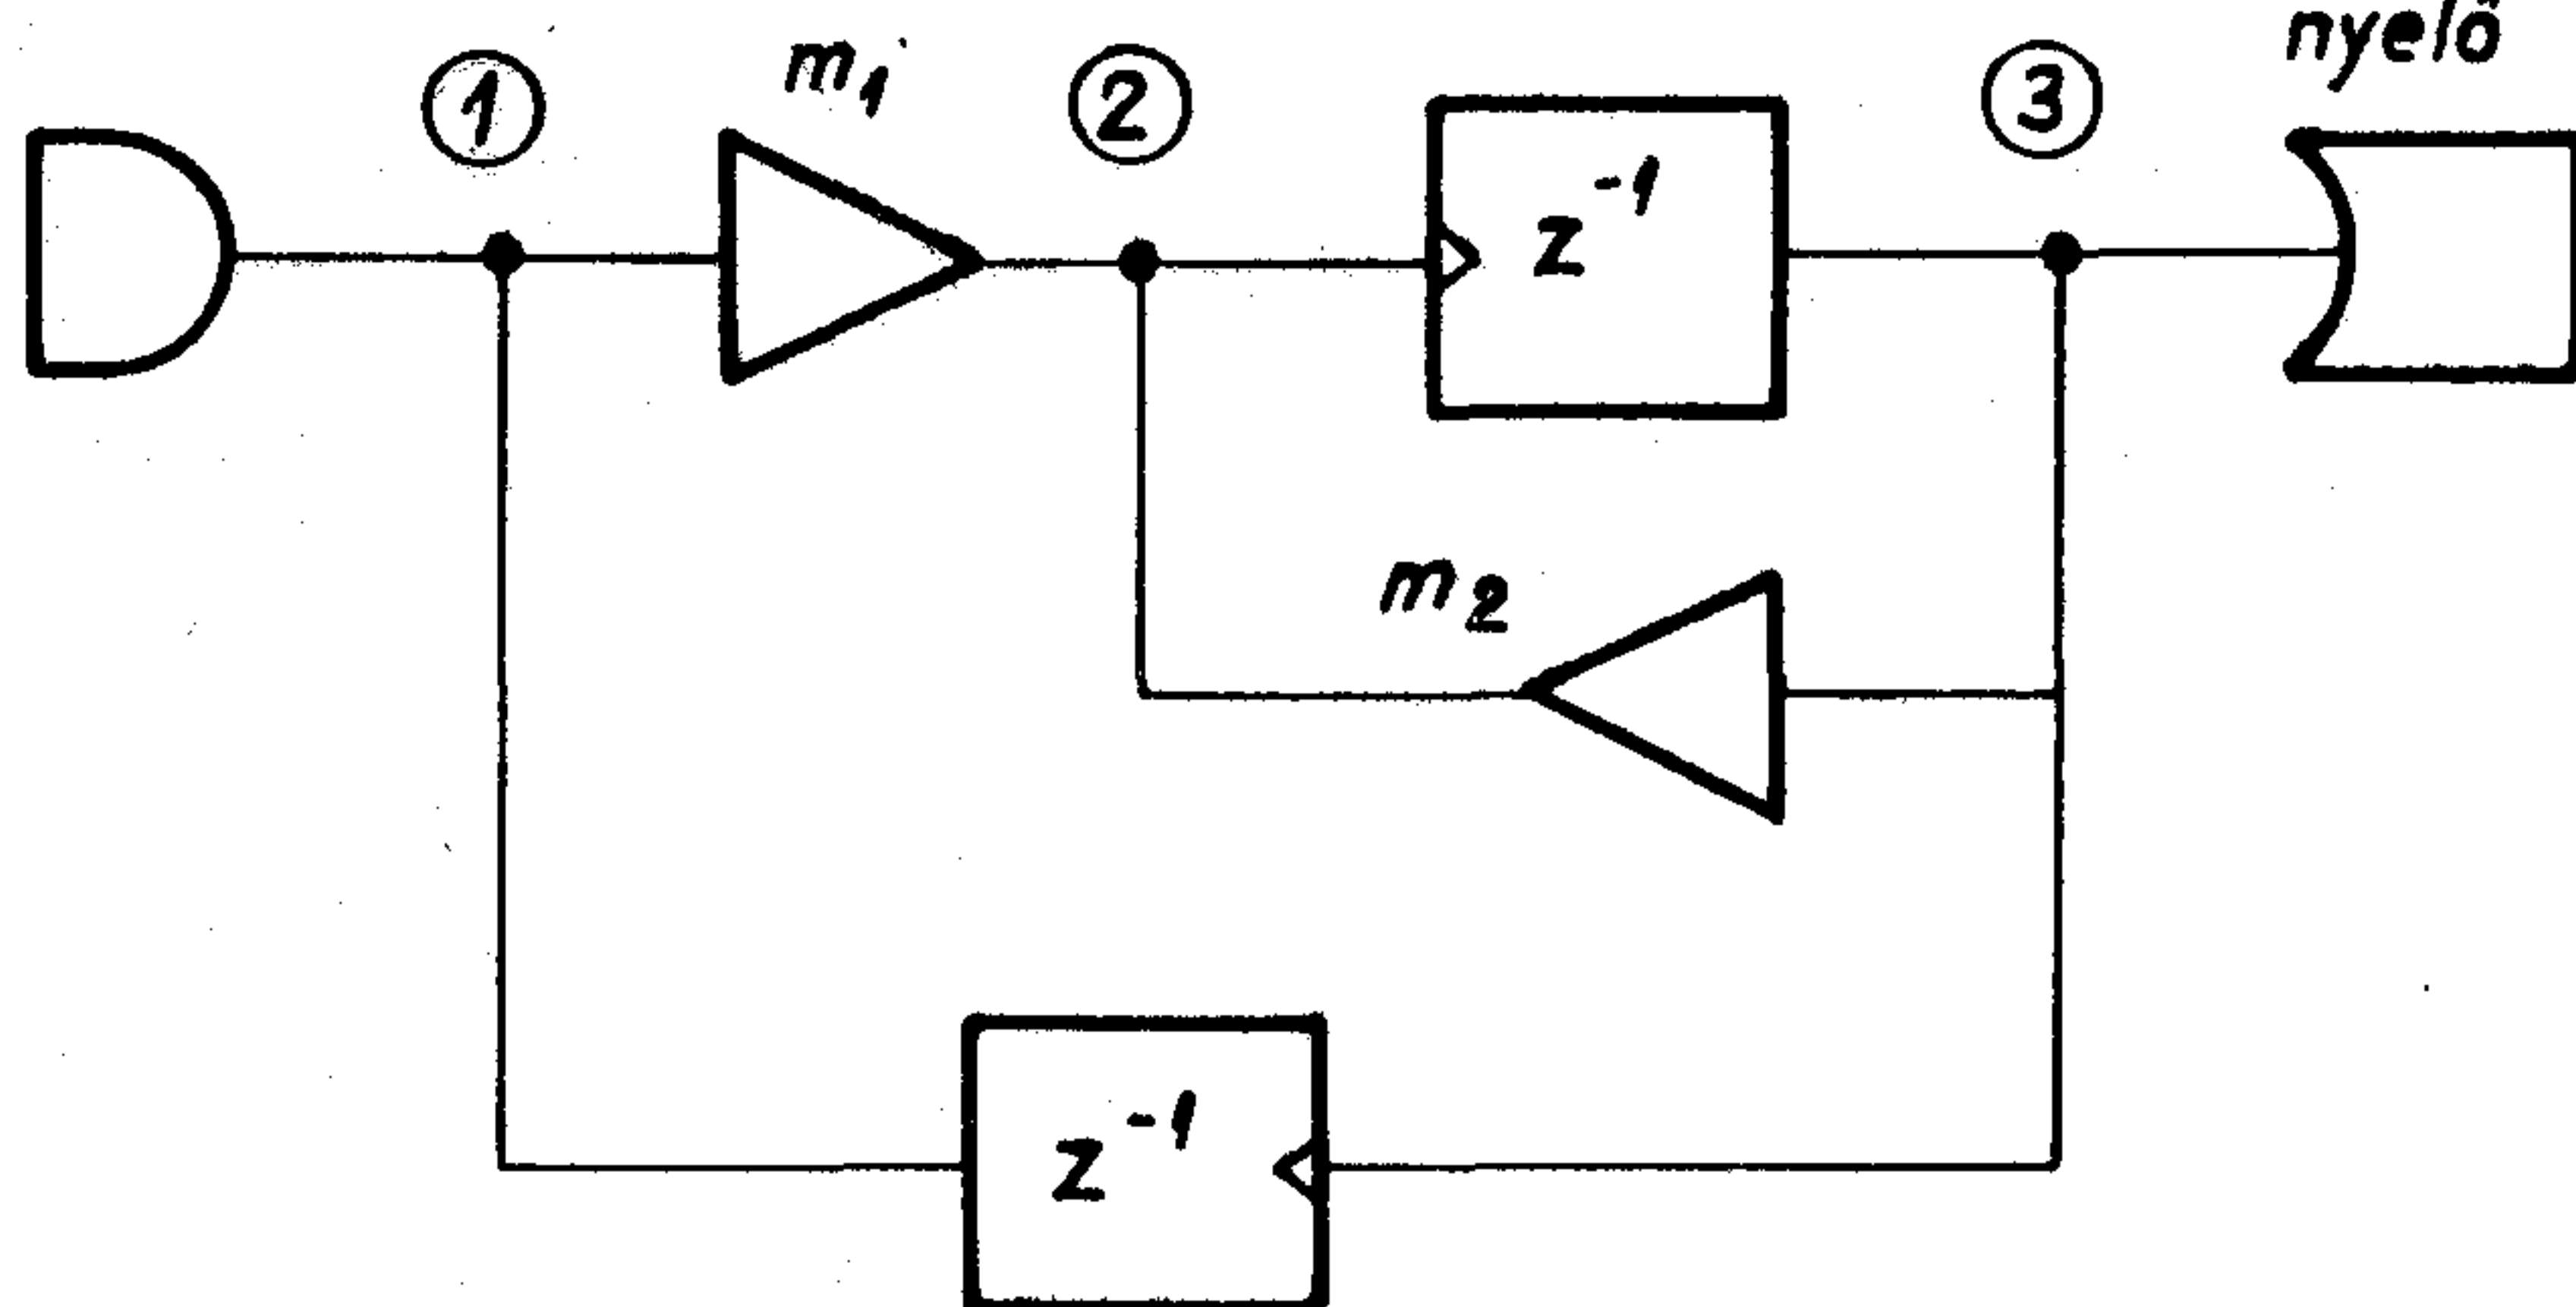 ① m₁ ② z⁻¹ ③ nyelő
m₂
z⁻¹